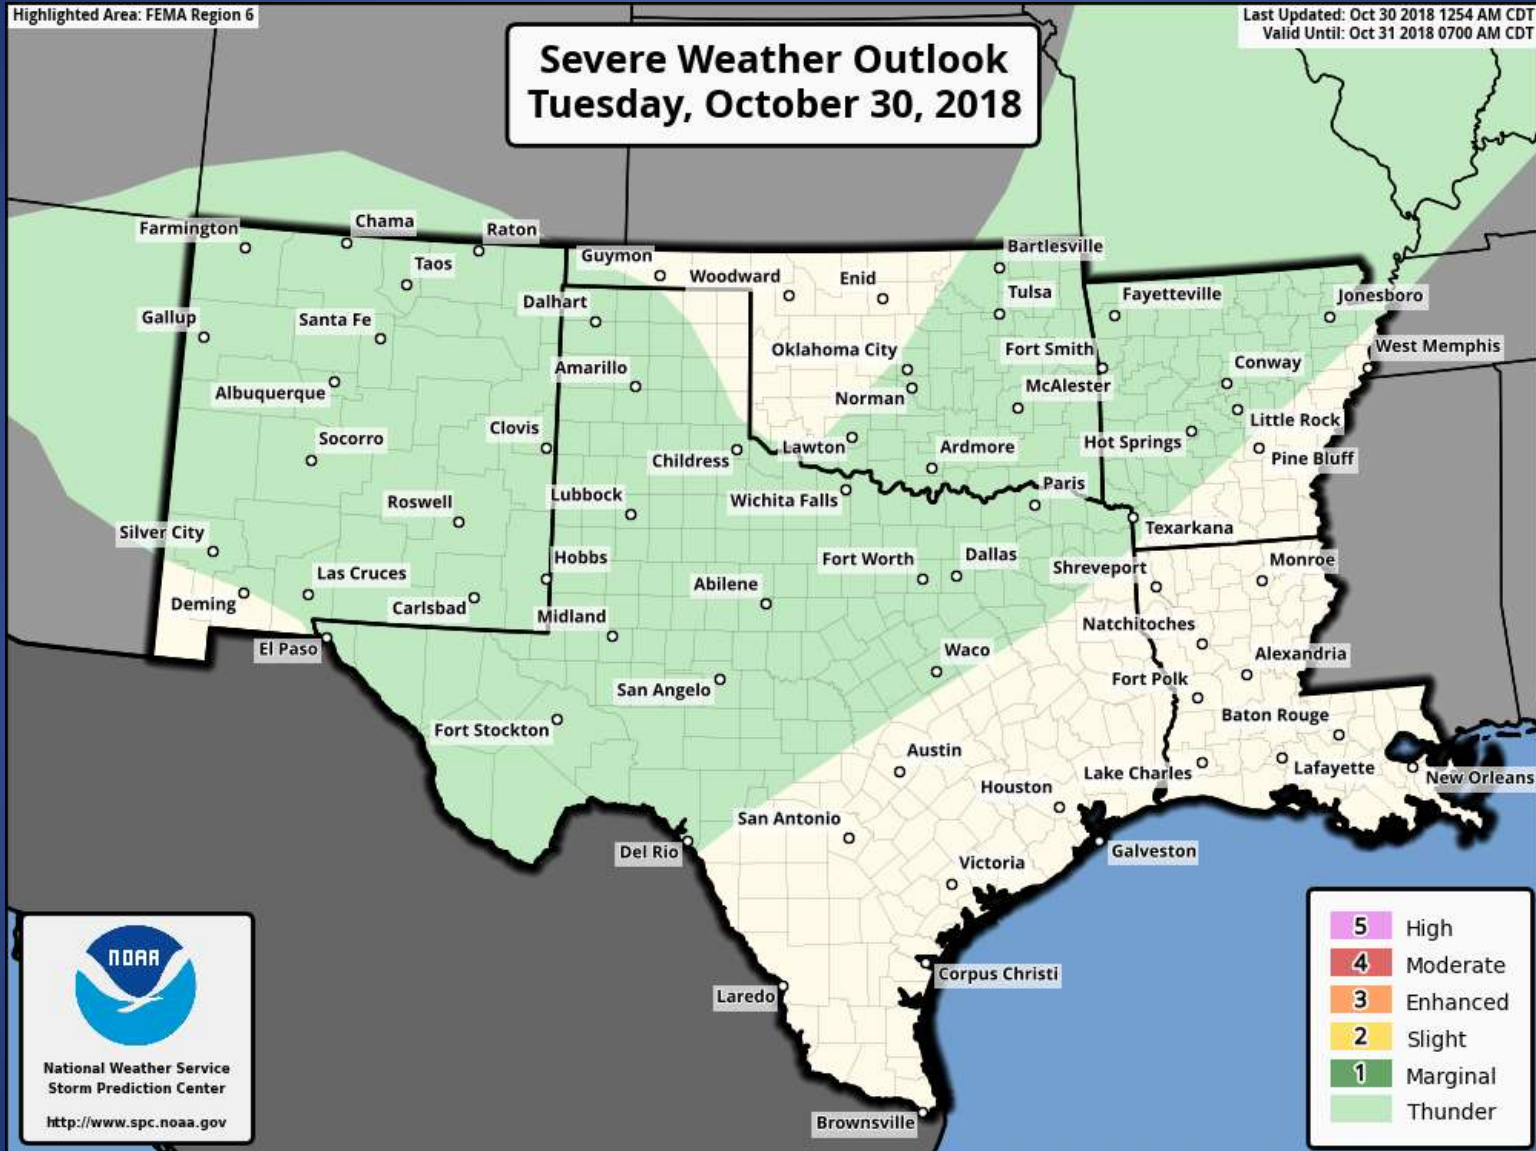 Highlighted Area: FEMA Region 6
Last Updated: Oct 30 2018 1254 AM CDT
Valid Until: Oct 31 2018 0700 AM CDT
Severe Weather Outlook
Tuesday, October 30, 2018
Farmington
Chama
Raton
Taos
Guymon
Woodward
Enid
Bartlesville
Tulsa
Fayetteville
Jonesboro
Gallup
Santa Fe
Dalhart
Oklahoma City
Fort Smith
West Memphis
Albuquerque
Amarillo
Norman
McAlester
Conway
Little Rock
Socorro
Clovis
Childress
Lawton
Ardmore
Hot Springs
Pine Bluff
Roswell
Lubbock
Wichita Falls
Paris
Texarkana
Silver City
Las Cruces
Hobbs
Fort Worth
Dallas
Shreveport
Monroe
Deming
Carlsbad
Midland
Abilene
Natchitoches
El Paso
San Angelo
Waco
Fort Polk
Alexandria
Fort Stockton
Austin
Baton Rouge
Houston
Lake Charles
Lafayette
New Orleans
San Antonio
Del Rio
Galveston
Victoria
Laredo
Corpus Christi
Brownsville
NOAA
National Weather Service
Storm Prediction Center
http://www.spc.noaa.gov
5 High
4 Moderate
3 Enhanced
2 Slight
1 Marginal
Thunder